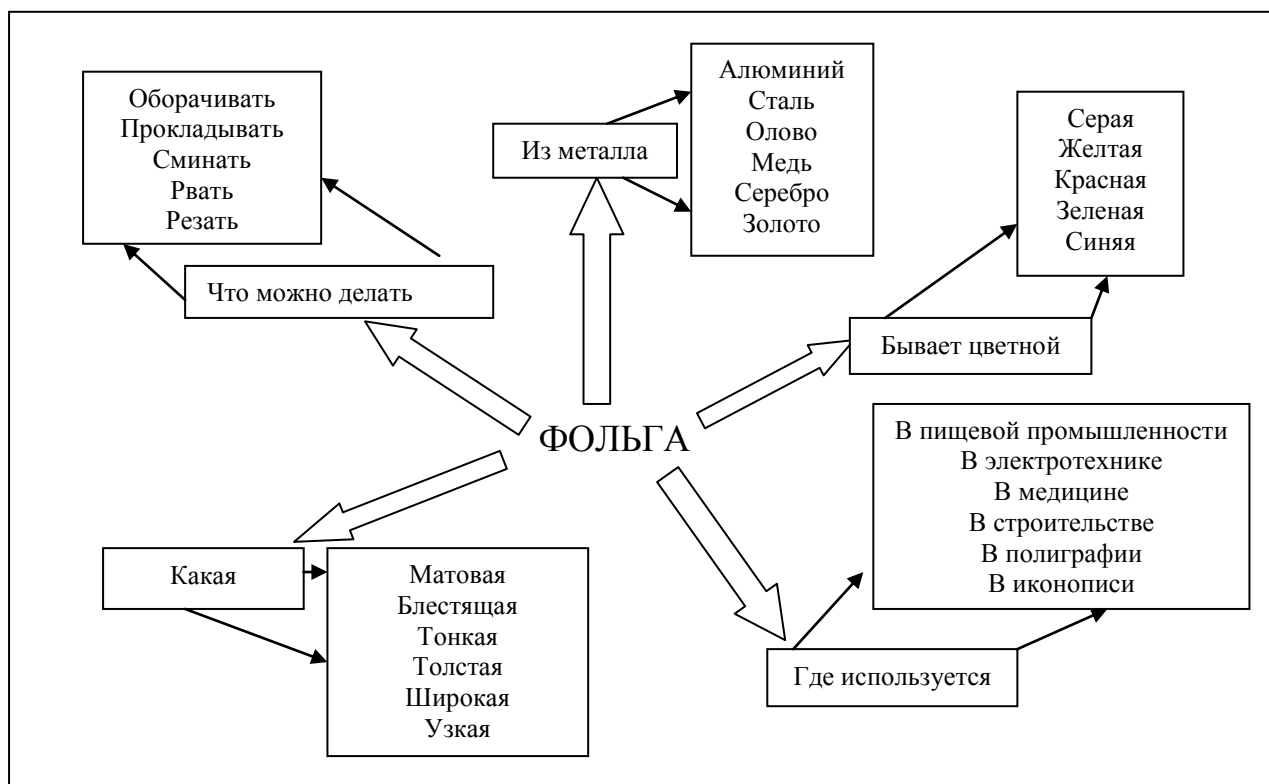 Оборачивать
Прокладывать
Сминать
Рвать
Резать
Что можно делать
Из металла
Алюминий
Сталь
Олово
Медь
Серебро
Золото
Серая
Желтая
Красная
Зеленая
Синяя
Бывает цветной
ФОЛЬГА
В пищевой промышленности
В электротехнике
В медицине
В строительстве
В полиграфии
В иконописи
Где используется
Какая
Матовая
Блестящая
Тонкая
Толстая
Широкая
Узкая